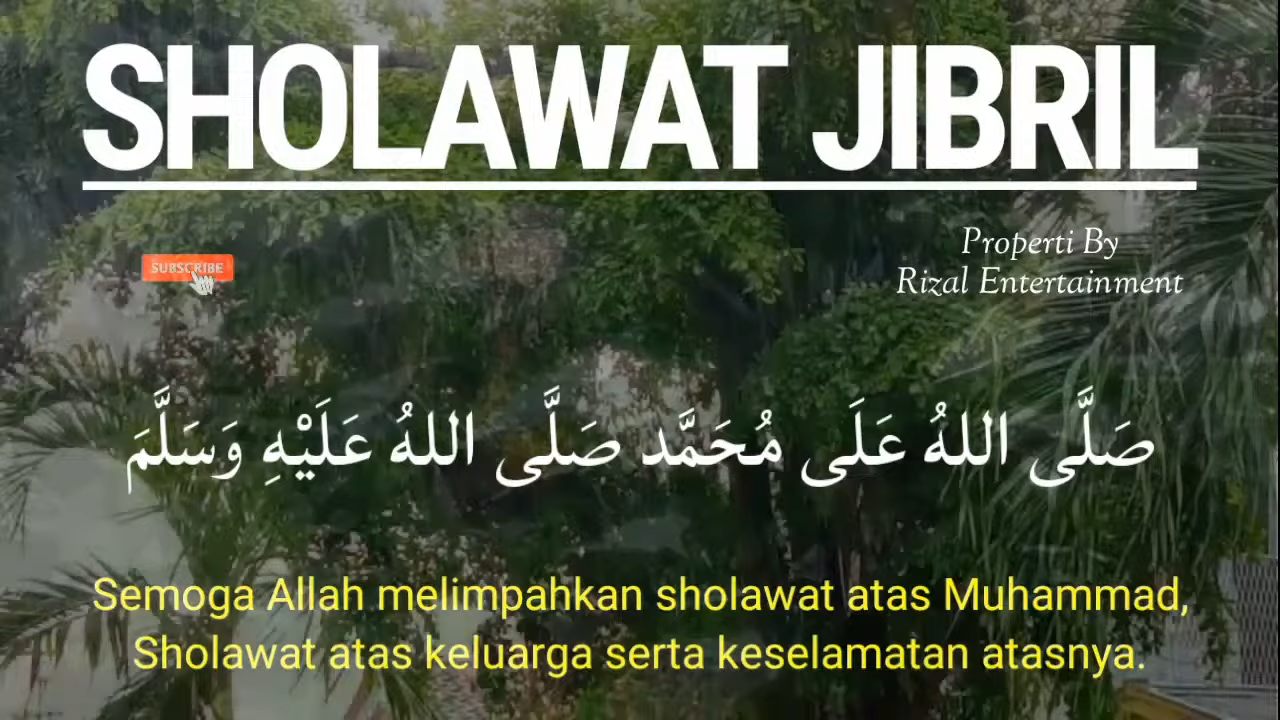 SHOLAWAT JIBRIL
Properti By
Rizal Entertainment
SUBSCRIBE
صَلَّى اللهُ عَلَى مُحَمَّد صَلَّى اللهُ عَلَيْهِ وَسَلَّمَ
Semoga Allah melimpahkan sholawat atas Muhammad,
Sholawat atas keluarga serta keselamatan atasnya.